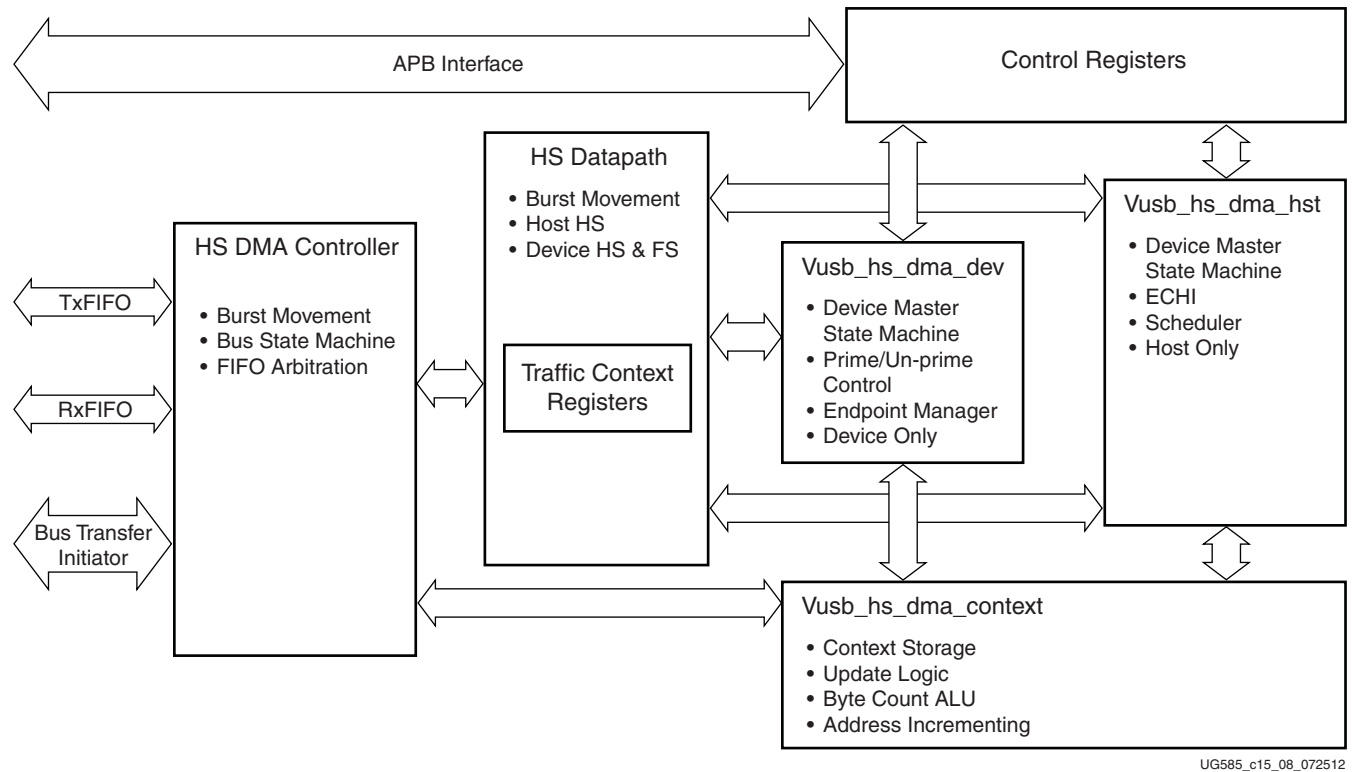 APB Interface
Control Registers
HS Datapath
• Burst Movement
• Host HS
• Device HS & FS
Traffic Context
Registers
HS DMA Controller
• Burst Movement
• Bus State Machine
• FIFO Arbitration
TxFIFO
RxFIFO
Bus Transfer
Initiator
Vusb_hs_dma_dev
• Device Master
State Machine
• Prime/Un-prime
Control
• Endpoint Manager
• Device Only
Vusb_hs_dma_hst
• Device Master
State Machine
• ECHI
• Scheduler
• Host Only
Vusb_hs_dma_context
• Context Storage
• Update Logic
• Byte Count ALU
• Address Incrementing
UG585_c15_08_072512